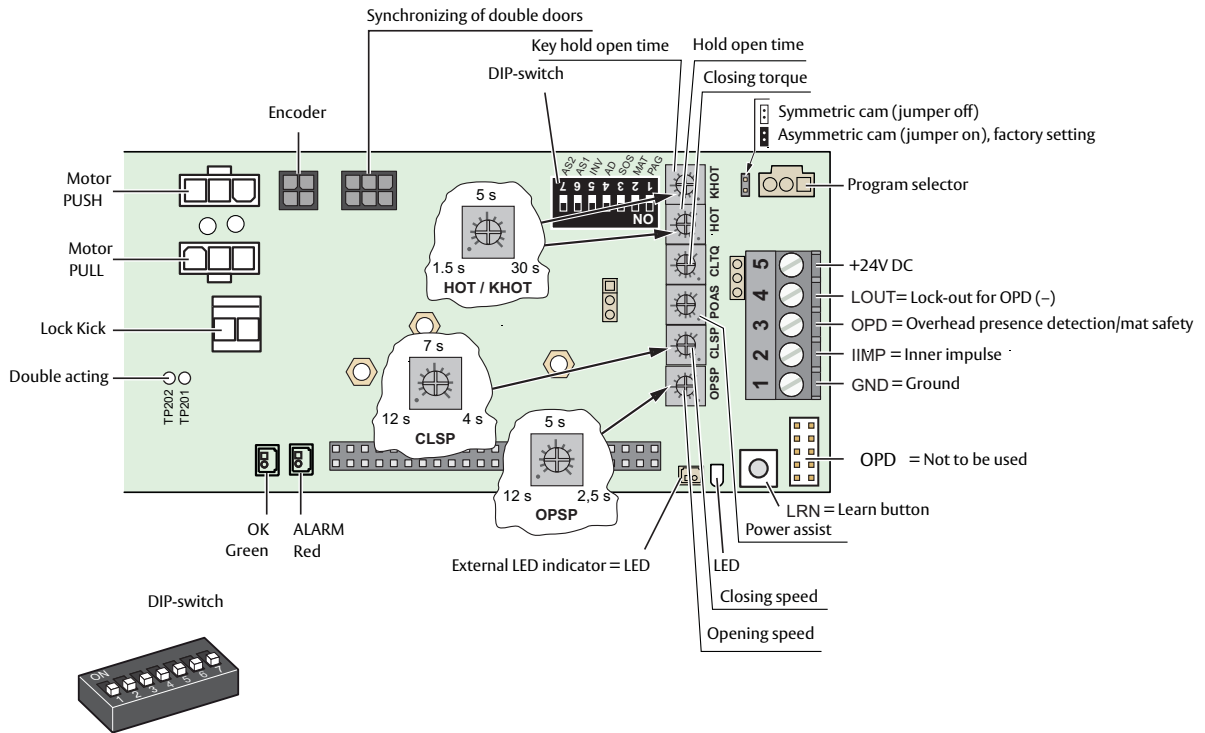 Synchronizing of double doors
Key hold open time
Hold open time
DIP-switch
Closing torque
Symmetric cam (jumper off)
Asymmetric cam (jumper on), factory setting
Encoder
Motor
PUSH
Motor
PULL
Lock Kick
Double acting
TP202
TP201
AS2
AS1
INV
AD
SOS
MAT
PAG
7 6 5 4 3 2 1
ON
5 s
1.5 s 30 s
HOT / KHOT
7 s
12 s 4 s
CLSP
5 s
12 s 2,5 s
OPSP
KHOT
HOT
CLTQ
POAS
CLSP
OPSP
Program selector
5 +24V DC
4 LOUT= Lock-out for OPD (–)
3 OPD = Overhead presence detection/mat safety
2 IIMP = Inner impulse
1 GND = Ground
OPD = Not to be used
LRN = Learn button
Power assist
OK
Green
ALARM
Red
External LED indicator = LED
LED
Closing speed
Opening speed
DIP-switch
ON
1 2 3 4 5 6 7